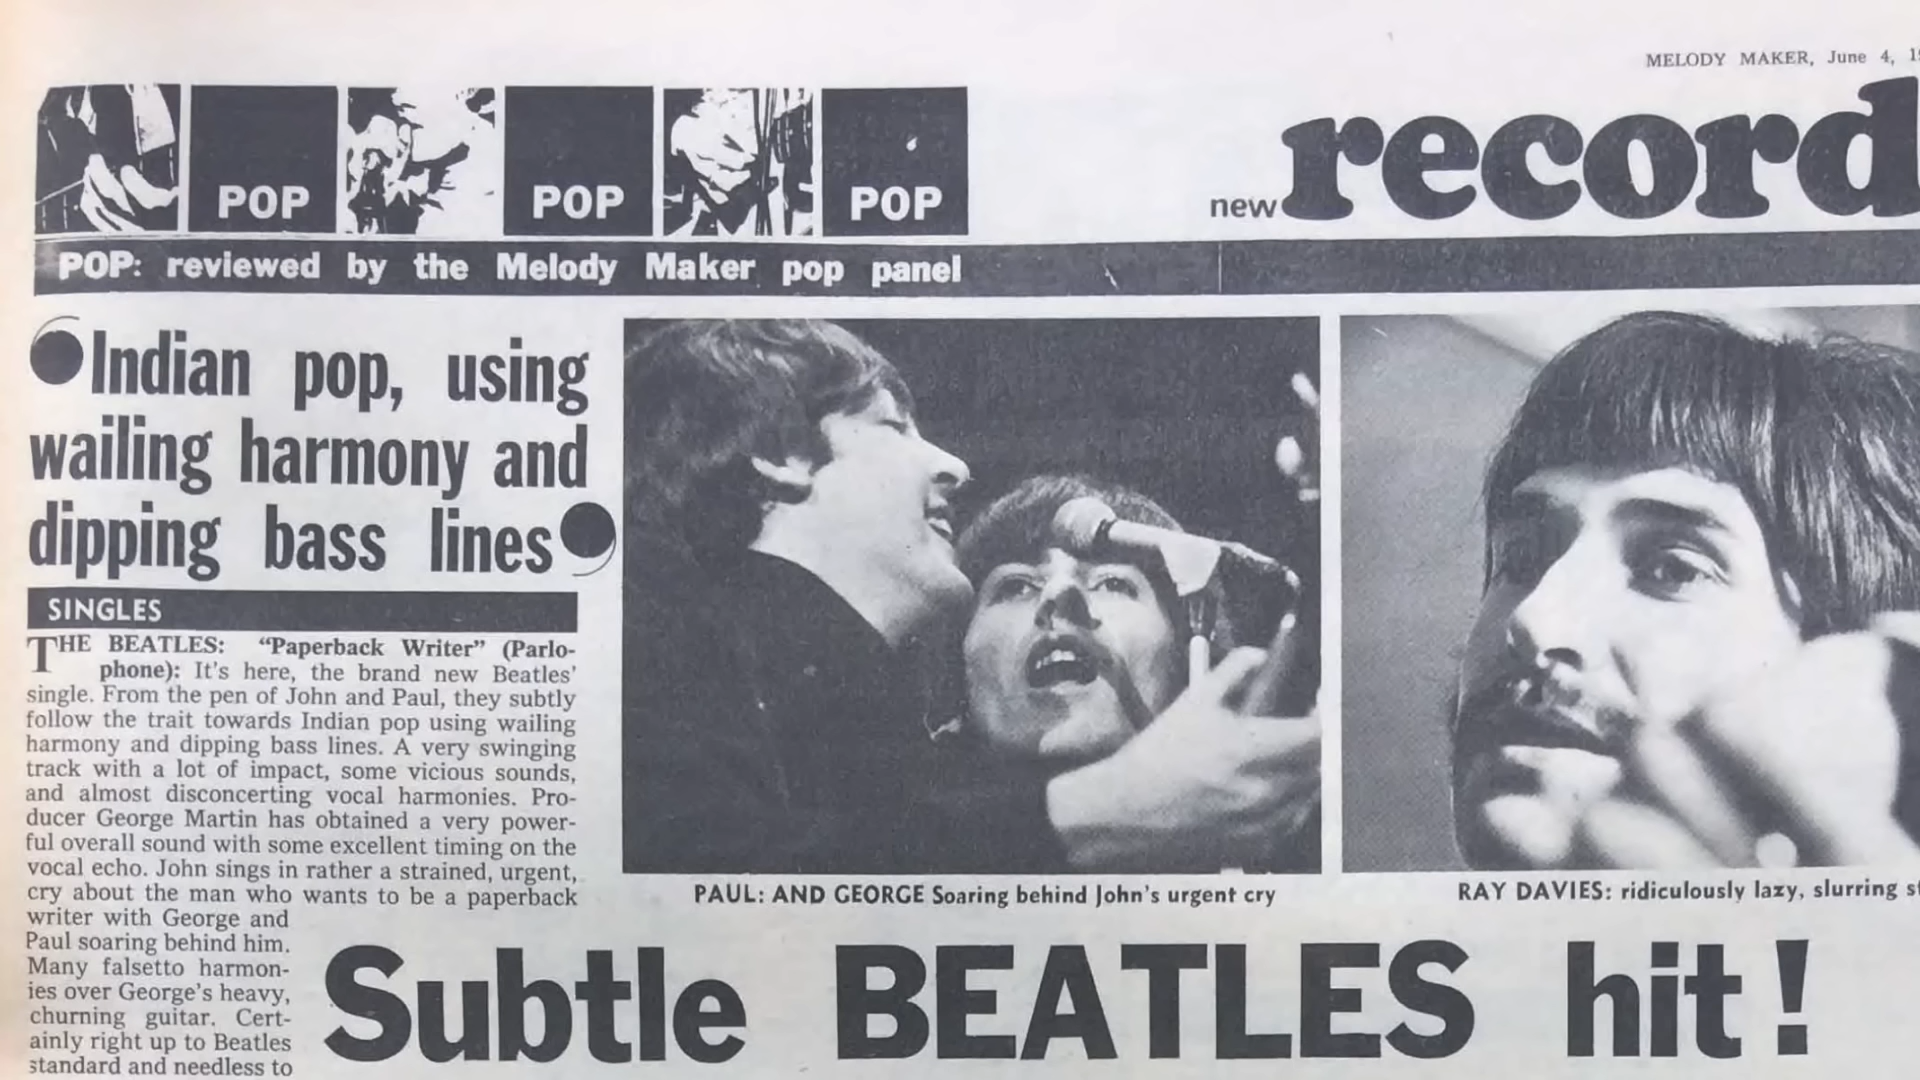 MELODY MAKER, June 4,
POP
POP
POP
new record
POP: reviewed by the Melody Maker pop panel
❛Indian pop, using
wailing harmony and
dipping bass lines❜
SINGLES
THE BEATLES: “Paperback Writer” (Parlo-
phone): It's here, the brand new Beatles'
single. From the pen of John and Paul, they subtly
follow the trait towards Indian pop using wailing
harmony and dipping bass lines. A very swinging
track with a lot of impact, some vicious sounds,
and almost disconcerting vocal harmonies. Pro-
ducer George Martin has obtained a very power-
ful overall sound with some excellent timing on the
vocal echo. John sings in rather a strained, urgent,
cry about the man who wants to be a paperback
writer with George and
Paul soaring behind him.
Many falsetto harmon-
ies over George's heavy,
churning guitar. Cert-
ainly right up to Beatles
standard and needless to
PAUL: AND GEORGE Soaring behind John's urgent cry
RAY DAVIES: ridiculously lazy, slurring
Subtle BEATLES hit!